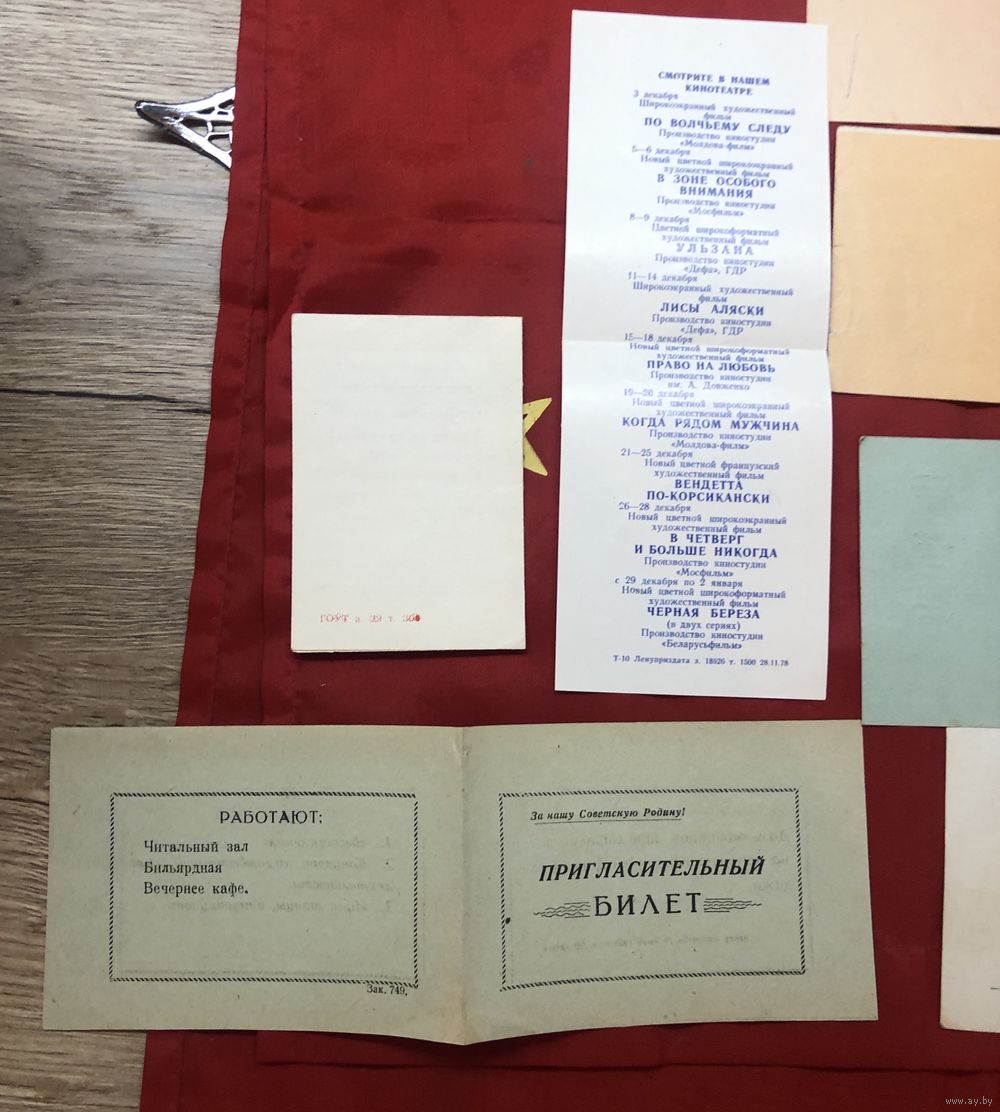 СМОТРИТЕ В НАШЕМ
КИНОТЕАТРЕ
3 декабря
Широкоэкранный художественный
фильм
ПО ВОЛЧЬЕМУ СЛЕДУ
Производство киностудии
«Молдова-филм»
5—6 декабря
Новый цветной широкоэкранный
художественный фильм
В ЗОНЕ ОСОБОГО
ВНИМАНИЯ
Производство киностудии
«Мосфильм»
8—9 декабря
Цветной широкоформатный
художественный фильм
УЛЬЗАНА
Производство киностудии
«Дефа», ГДР
11—14 декабря
Широкоэкранный художественный
фильм
ЛИСЫ АЛЯСКИ
Производство киностудии
«Дефа», ГДР
15—18 декабря
Новый цветной широкоформатный
художественный фильм
ПРАВО НА ЛЮБОВЬ
Производство киностудии
им. А. Довженко
19—20 декабря
Новый цветной широкоэкранный
художественный фильм
КОГДА РЯДОМ МУЖЧИНА
Производство киностудии
«Молдова-филм»
21—25 декабря
Новый цветной французский
художественный фильм
ВЕНДЕТТА
ПО-КОРСИКАНСКИ
26—28 декабря
Новый цветной широкоэкранный
художественный фильм
В ЧЕТВЕРГ
И БОЛЬШЕ НИКОГДА
Производство киностудии
«Мосфильм»
с 29 декабря по 2 января
Новый цветной широкоформатный
художественный фильм
ЧЕРНАЯ БЕРЕЗА
(в двух сериях)
Производство киностудии
«Беларусьфильм»
Т-10 Ленуприздата з. 18626 т. 1500 28.11.78
РАБОТАЮТ:
Читальный зал
Бильярдная
Вечернее кафе.
Зак. 749.
За нашу Советскую Родину!
ПРИГЛАСИТЕЛЬНЫЙ
БИЛЕТ
www.ay.by